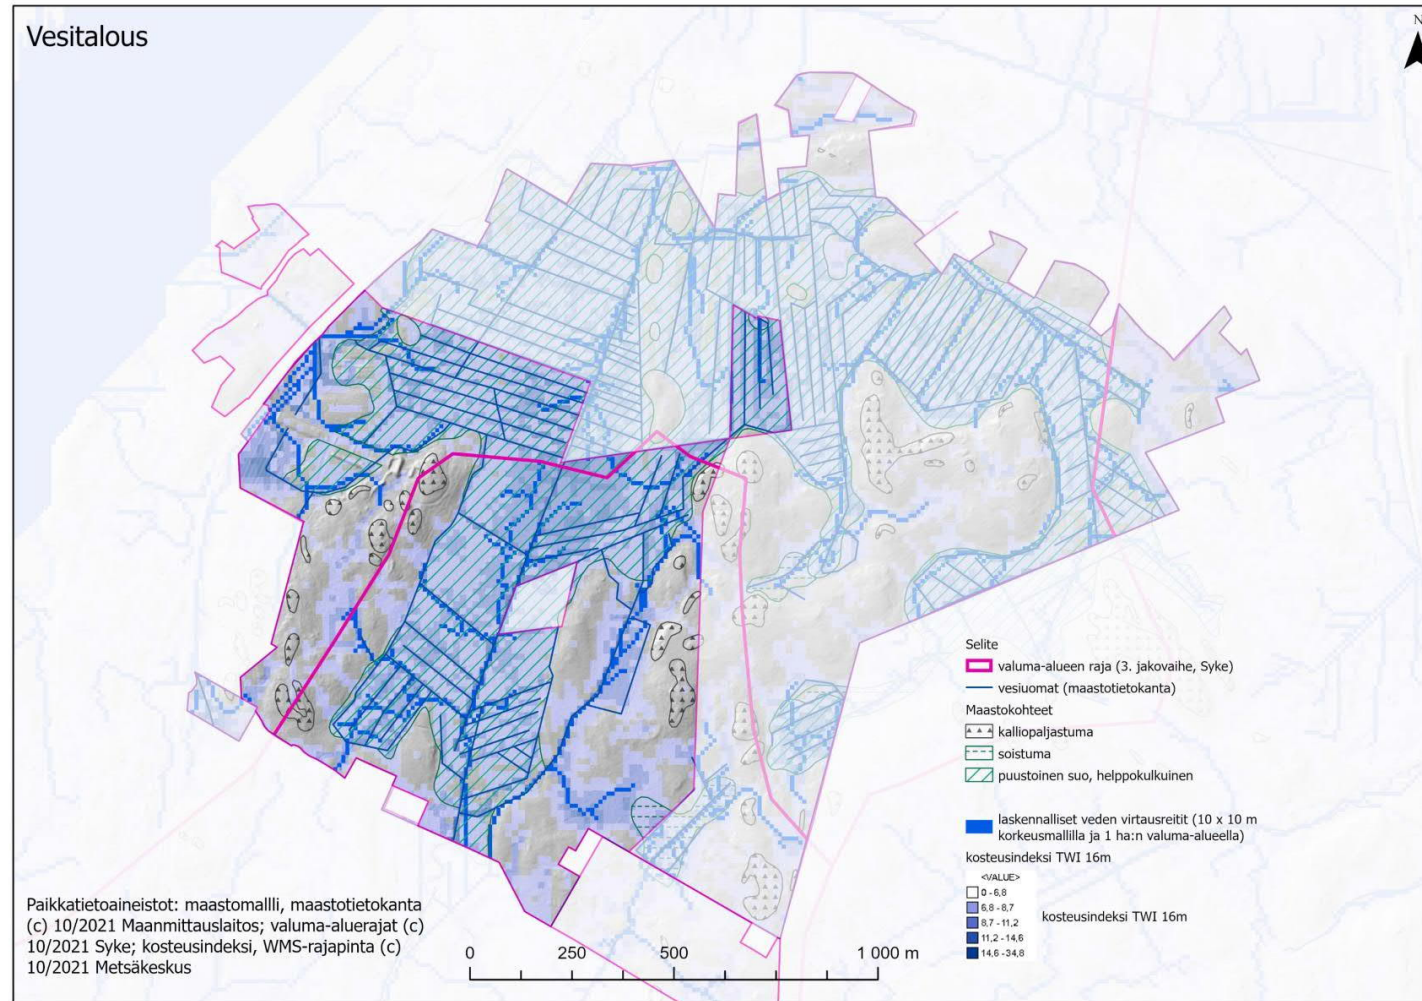 Vesitalous
N
Selite
valuma-alueen raja (3. jakovaihe, Syke)
vesiuomat (maastotietokanta)
Maastokohteet
kalliopaljastuma
soistuma
puustoinen suo, helppokulkuinen
laskennalliset veden virtausreitit (10 x 10 m
korkeusmallilla ja 1 ha:n valuma-alueella)
kosteusindeksi TWI 16m
<VALUE>
0 - 6,8
6,8 - 8,7
8,7 - 11,2
11,2 - 14,6
14,6 - 34,8
kosteusindeksi TWI 16m
Paikkatietoaineistot: maastomallli, maastotietokanta
(c) 10/2021 Maanmittauslaitos; valuma-aluerajat (c)
10/2021 Syke; kosteusindeksi, WMS-rajapinta (c)
10/2021 Metsäkeskus
0 250 500 1 000 m